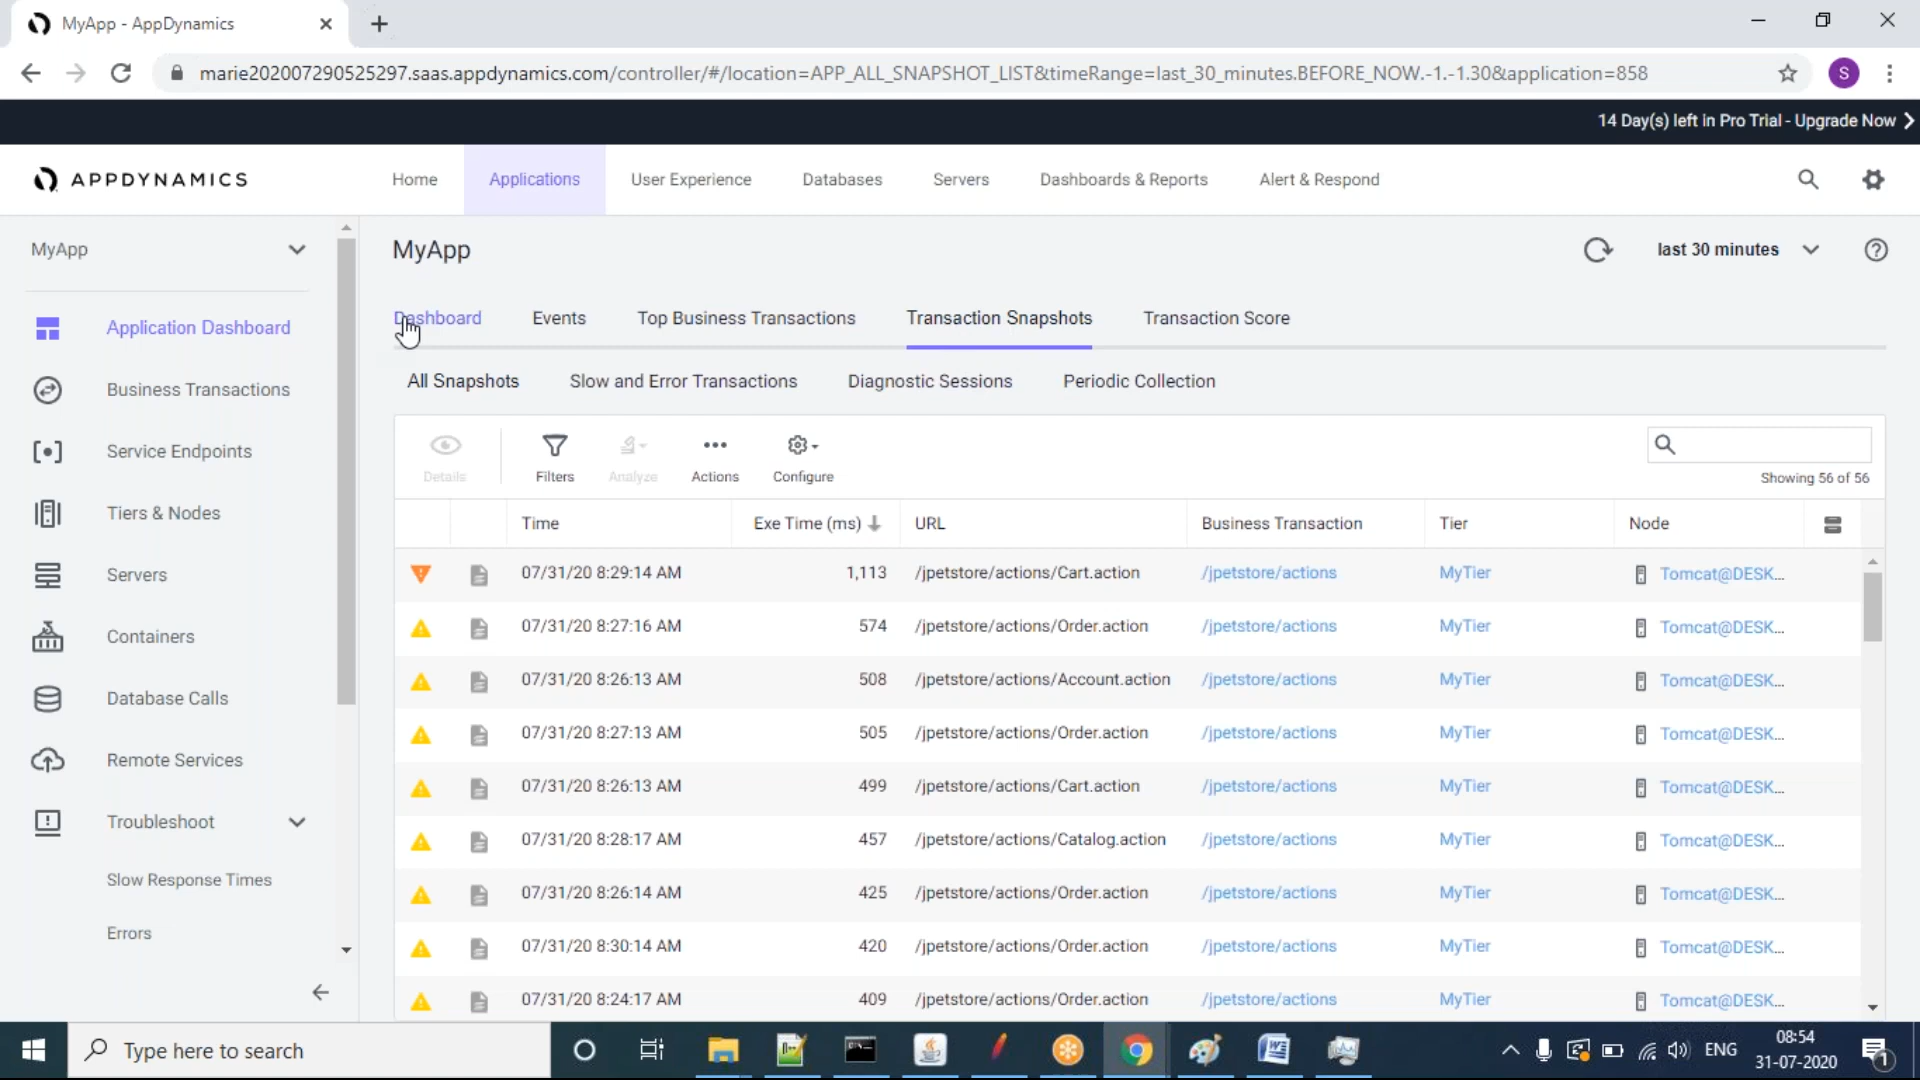 MyApp - AppDynamics
marie202007290525297.saas.appdynamics.com/controller/#/location=APP_ALL_SNAPSHOT_LIST&timeRange=last_30_minutes.BEFORE_NOW.-1.-1.30&application=858
S
14 Day(s) left in Pro Trial - Upgrade Now
APPDYNAMICS
Home Applications User Experience Databases Servers Dashboards & Reports Alert & Respond
MyApp
Application Dashboard
Business Transactions
Service Endpoints
Tiers & Nodes
Servers
Containers
Database Calls
Remote Services
Troubleshoot
Slow Response Times
Errors
MyApp
last 30 minutes
Dashboard Events Top Business Transactions Transaction Snapshots Transaction Score
All Snapshots Slow and Error Transactions Diagnostic Sessions Periodic Collection
Details Filters Analyze Actions Configure
Showing 56 of 56
Time Exe Time (ms) URL Business Transaction Tier Node
07/31/20 8:29:14 AM 1,113 /jpetstore/actions/Cart.action /jpetstore/actions MyTier Tomcat@DESK...
07/31/20 8:27:16 AM 574 /jpetstore/actions/Order.action /jpetstore/actions MyTier Tomcat@DESK...
07/31/20 8:26:13 AM 508 /jpetstore/actions/Account.action /jpetstore/actions MyTier Tomcat@DESK...
07/31/20 8:27:13 AM 505 /jpetstore/actions/Order.action /jpetstore/actions MyTier Tomcat@DESK...
07/31/20 8:26:13 AM 499 /jpetstore/actions/Cart.action /jpetstore/actions MyTier Tomcat@DESK...
07/31/20 8:28:17 AM 457 /jpetstore/actions/Catalog.action /jpetstore/actions MyTier Tomcat@DESK...
07/31/20 8:26:14 AM 425 /jpetstore/actions/Order.action /jpetstore/actions MyTier Tomcat@DESK...
07/31/20 8:30:14 AM 420 /jpetstore/actions/Order.action /jpetstore/actions MyTier Tomcat@DESK...
07/31/20 8:24:17 AM 409 /jpetstore/actions/Order.action /jpetstore/actions MyTier Tomcat@DESK...
Type here to search
ENG
08:54
31-07-2020
1